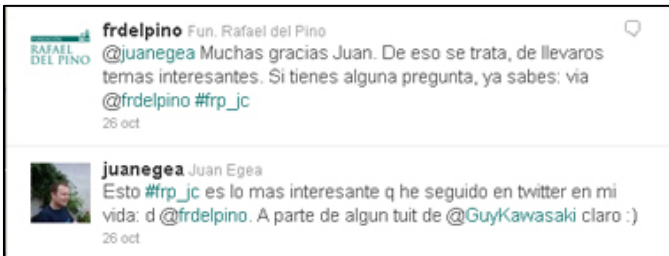 frdelpino Fun. Rafael del Pino
RAFAEL
DEL PINO
@juanegea Muchas gracias Juan. De eso se trata, de llevaros
temas interesantes. Si tienes alguna pregunta, ya sabes: via
@frdelpino #frp_jc
26 oct
juanegea Juan Egea
Esto #frp_jc es lo mas interesante q he seguido en twitter en mi
vida: d @frdelpino. A parte de algun tuit de @GuyKawasaki claro :)
26 oct